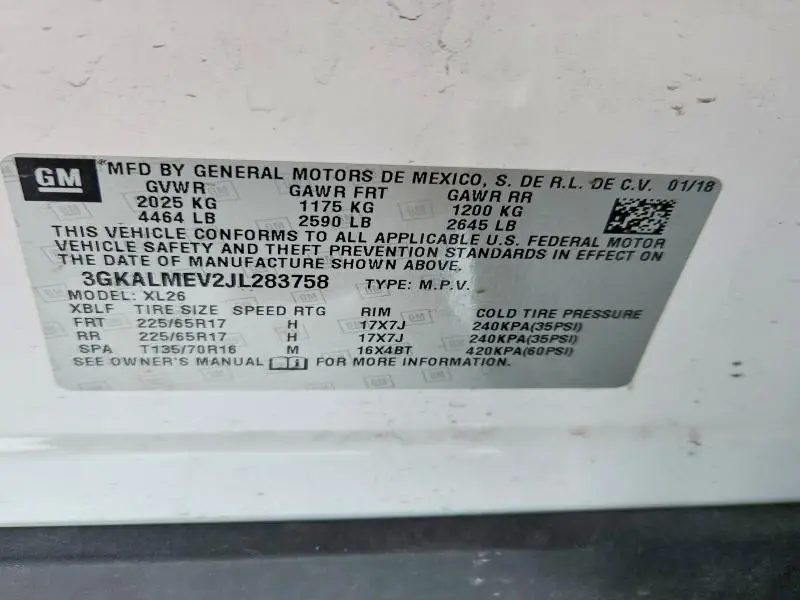 GM MFD BY GENERAL MOTORS DE MEXICO, S. DE R.L. DE C.V. 01/18
GVWR GAWR FRT GAWR RR
2025 KG 1175 KG 1200 KG
4464 LB 2590 LB 2645 LB
THIS VEHICLE CONFORMS TO ALL APPLICABLE U.S. FEDERAL MOTOR
VEHICLE SAFETY AND THEFT PREVENTION STANDARDS IN EFFECT ON
THE DATE OF MANUFACTURE SHOWN ABOVE.
3GKALMEV2JL283758 TYPE: M.P.V.
MODEL: XL26
XBLF TIRE SIZE SPEED RTG RIM COLD TIRE PRESSURE
FRT 225/65R17 H 17X7J 240KPA(35PSI)
RR 225/65R17 H 17X7J 240KPA(35PSI)
SPA T135/70R16 M 16X4BT 420KPA(60PSI)
SEE OWNER'S MANUAL FOR MORE INFORMATION.